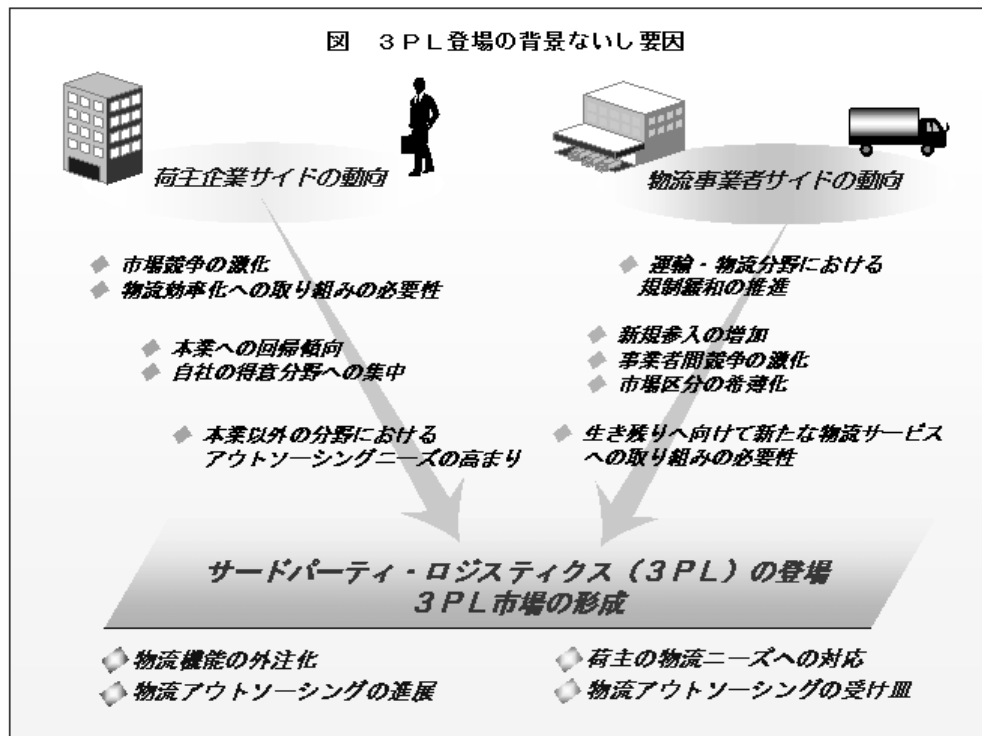 図　３ＰＬ登場の背景ないし要因
荷主企業サイドの動向
市場競争の激化
物流効率化への取り組みの必要性
本業への回帰傾向
自社の得意分野への集中
本業以外の分野における
アウトソーシングニーズの高まり
物流事業者サイドの動向
運輸・物流分野における
規制緩和の推進
新規参入の増加
事業者間競争の激化
市場区分の希薄化
生き残りへ向けて新たな物流サービス
への取り組みの必要性
サードパーティ・ロジスティクス（３ＰＬ）の登場
３ＰＬ市場の形成
物流機能の外注化
物流アウトソーシングの進展
荷主の物流ニーズへの対応
物流アウトソーシングの受け皿